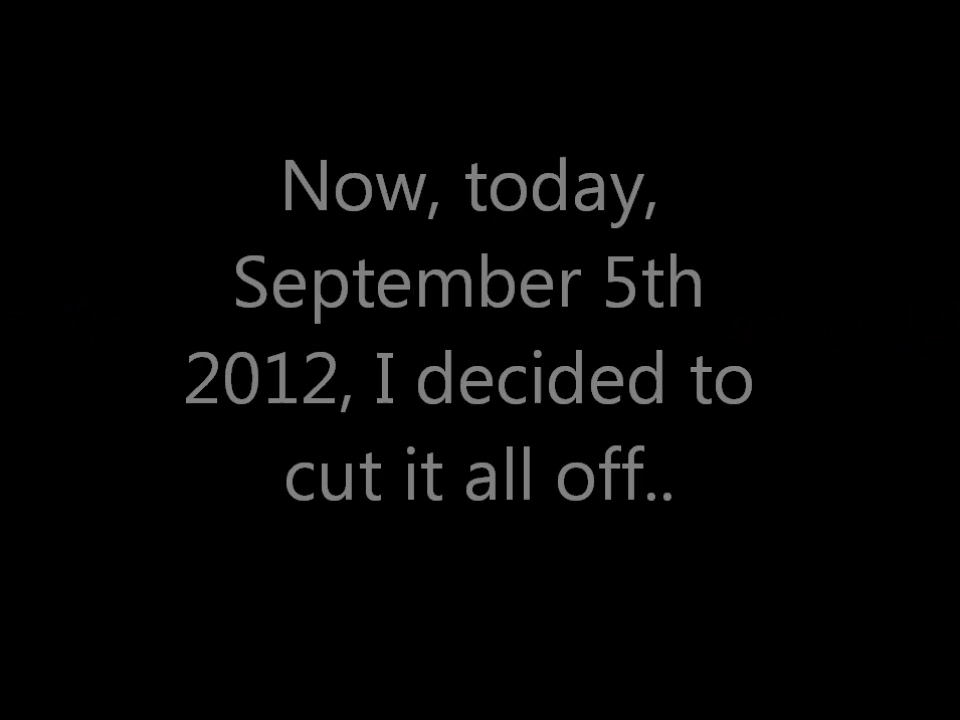 Now, today,
September 5th
2012, I decided to
cut it all off..